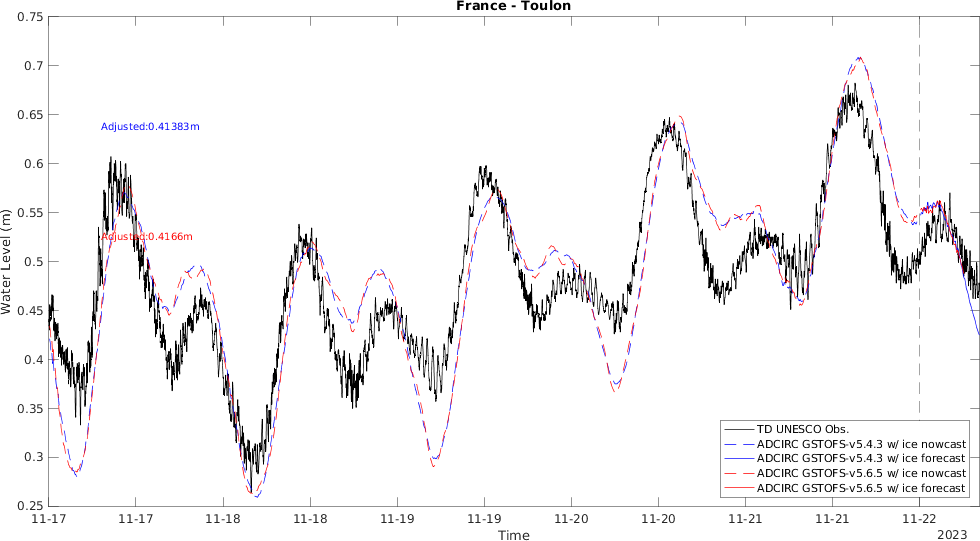 France - Toulon
0.75
0.7
0.65
0.6
0.55
0.5
0.45
0.4
0.35
0.3
0.25
Water Level (m)
Adjusted:0.41383m
Adjusted:0.4166m
TD UNESCO Obs.
ADCIRC GSTOFS-v5.4.3 w/ ice nowcast
ADCIRC GSTOFS-v5.4.3 w/ ice forecast
ADCIRC GSTOFS-v5.6.5 w/ ice nowcast
ADCIRC GSTOFS-v5.6.5 w/ ice forecast
11-17 11-17 11-18 11-18 11-19 11-19 11-20 11-20 11-21 11-21 11-22
Time
2023